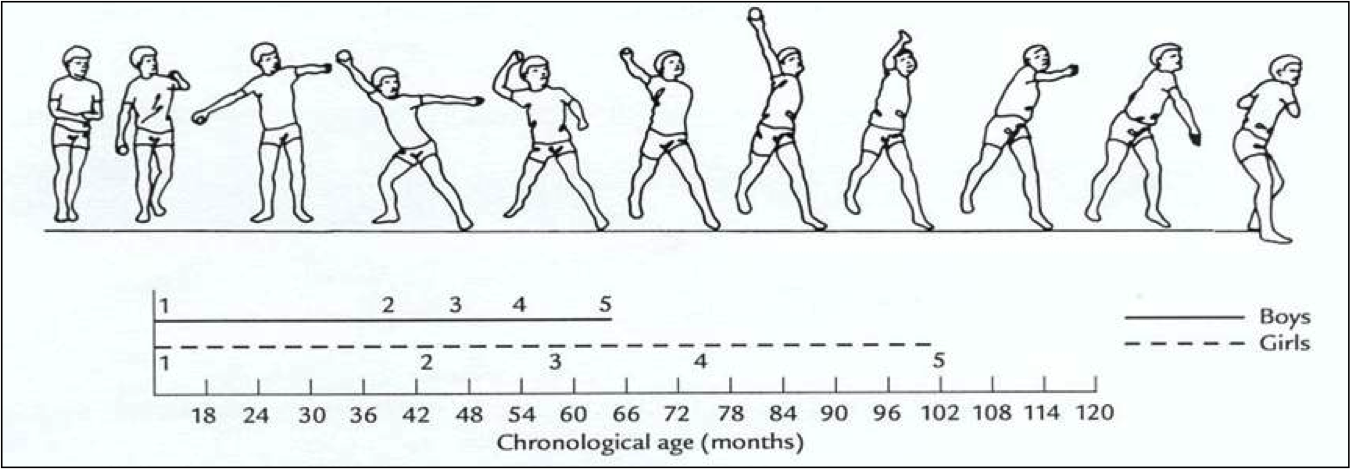 1 2 3 4 5
Boys
Girls
1 2 3 4 5
18 24 30 36 42 48 54 60 66 72 78 84 90 96 102 108 114 120
Chronological age (months)